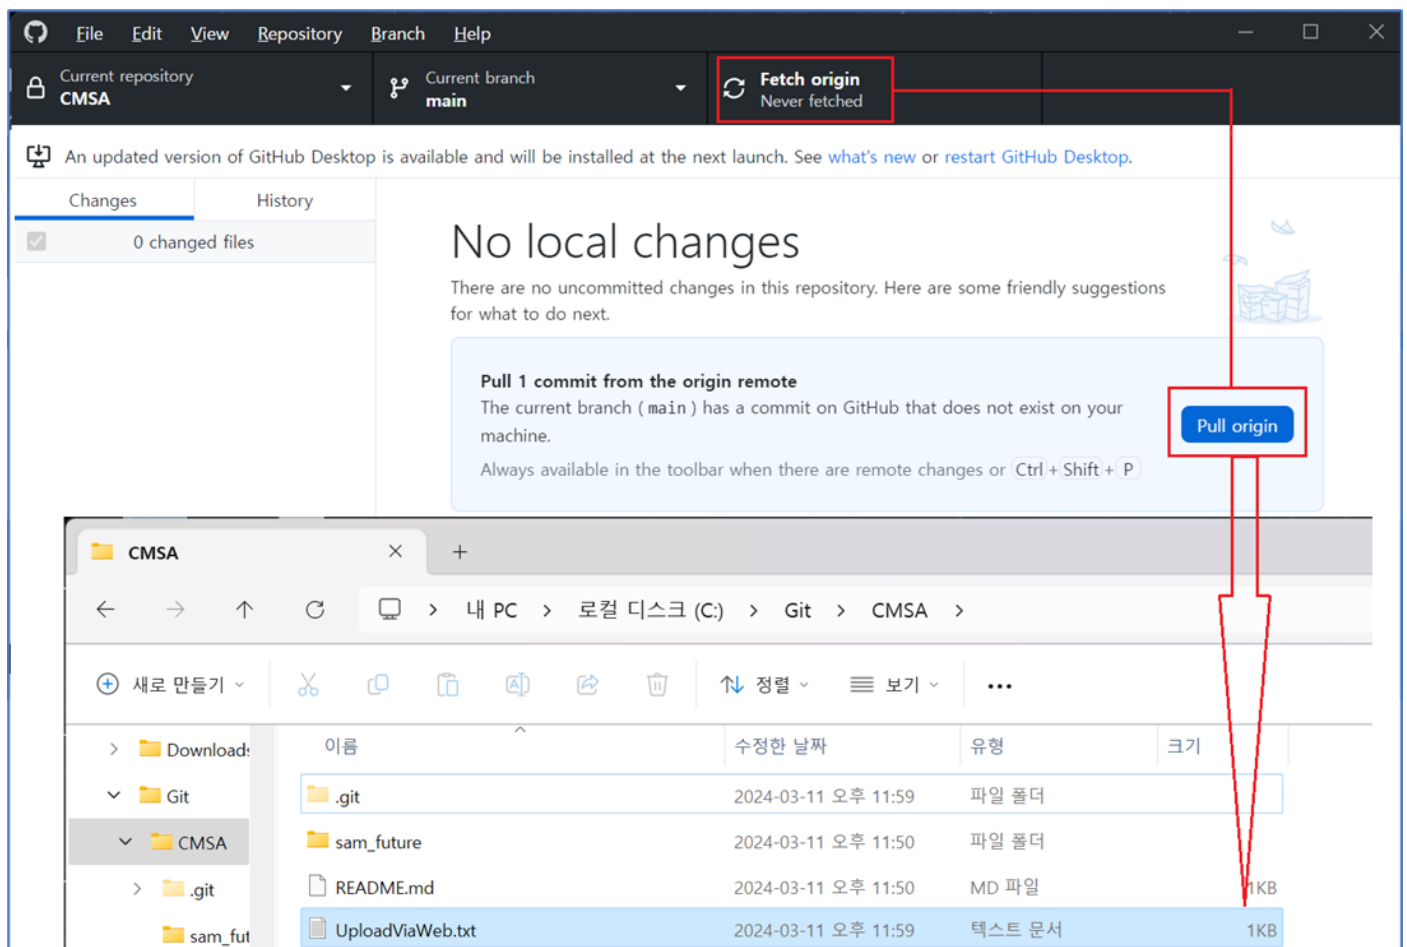 File Edit View Repository Branch Help
Current repository
CMSA
Current branch
main
Fetch origin
Never fetched
An updated version of GitHub Desktop is available and will be installed at the next launch. See what's new or restart GitHub Desktop.
Changes History
0 changed files
No local changes
There are no uncommitted changes in this repository. Here are some friendly suggestions
for what to do next.
Pull 1 commit from the origin remote
The current branch (main) has a commit on GitHub that does not exist on your
machine.
Always available in the toolbar when there are remote changes or Ctrl + Shift + P
Pull origin
CMSA
내 PC > 로컬 디스크 (C:) > Git > CMSA >
새로 만들기 정렬 보기
이름 수정한 날짜 유형 크기
Downloads
Git
CMSA
.git
sam_fut
.git 2024-03-11 오후 11:59 파일 폴더
sam_future 2024-03-11 오후 11:50 파일 폴더
README.md 2024-03-11 오후 11:50 MD 파일 1KB
UploadViaWeb.txt 2024-03-11 오후 11:59 텍스트 문서 1KB